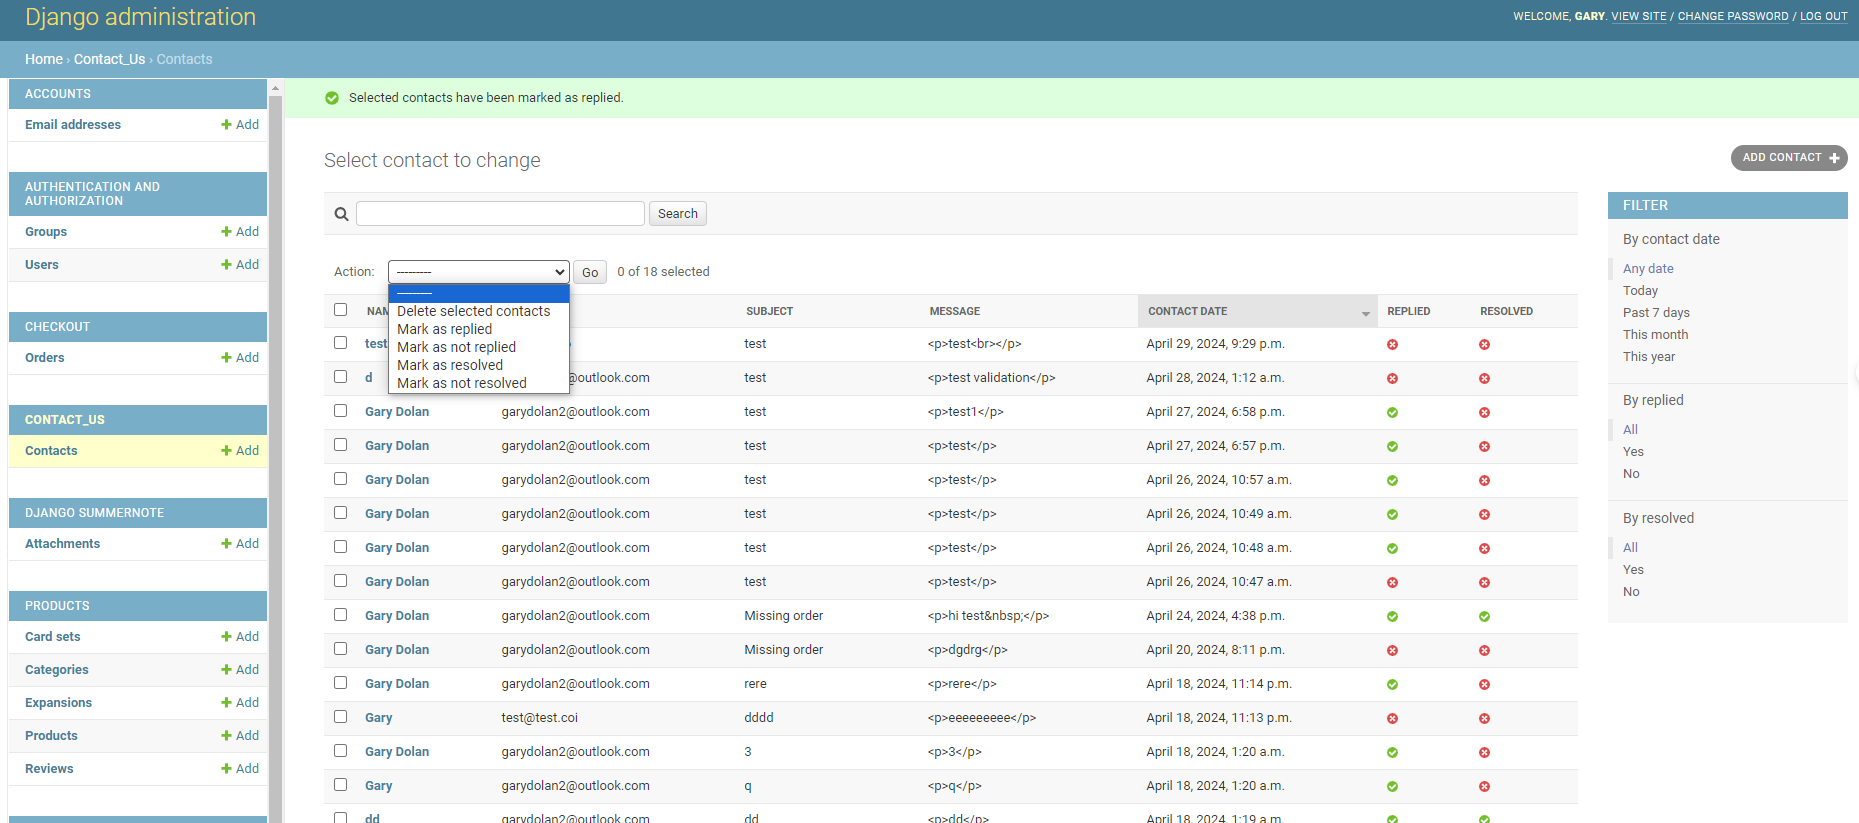 Django administration
WELCOME, GARY. VIEW SITE / CHANGE PASSWORD / LOG OUT
Home › Contact_Us › Contacts
ACCOUNTS
Email addresses Add
AUTHENTICATION AND
AUTHORIZATION
Groups Add
Users Add
CHECKOUT
Orders Add
CONTACT_US
Contacts Add
DJANGO SUMMERNOTE
Attachments Add
PRODUCTS
Card sets Add
Categories Add
Expansions Add
Products Add
Reviews Add
Selected contacts have been marked as replied.
Select contact to change
ADD CONTACT
Search
Action: --------- Go 0 of 18 selected
---------
Delete selected contacts
Mark as replied
Mark as not replied
Mark as resolved
Mark as not resolved
SUBJECT MESSAGE CONTACT DATE REPLIED RESOLVED
test test <p>test<br></p> April 29, 2024, 9:29 p.m.
d @outlook.com test <p>test validation</p> April 28, 2024, 1:12 a.m.
Gary Dolan garydolan2@outlook.com test <p>test1</p> April 27, 2024, 6:58 p.m.
Gary Dolan garydolan2@outlook.com test <p>test</p> April 27, 2024, 6:57 p.m.
Gary Dolan garydolan2@outlook.com test <p>test</p> April 26, 2024, 10:57 a.m.
Gary Dolan garydolan2@outlook.com test <p>test</p> April 26, 2024, 10:49 a.m.
Gary Dolan garydolan2@outlook.com test <p>test</p> April 26, 2024, 10:48 a.m.
Gary Dolan garydolan2@outlook.com test <p>test</p> April 26, 2024, 10:47 a.m.
Gary Dolan garydolan2@outlook.com Missing order <p>hi test&nbsp;</p> April 24, 2024, 4:38 p.m.
Gary Dolan garydolan2@outlook.com Missing order <p>dgdrg</p> April 20, 2024, 8:11 p.m.
Gary Dolan garydolan2@outlook.com rere <p>rere</p> April 18, 2024, 11:14 p.m.
Gary test@test.coi dddd <p>eeeeeeeee</p> April 18, 2024, 11:13 p.m.
Gary Dolan garydolan2@outlook.com 3 <p>3</p> April 18, 2024, 1:20 a.m.
Gary garydolan2@outlook.com q <p>q</p> April 18, 2024, 1:20 a.m.
dd garydolan2@outlook.com dd <p>dd</p> April 18, 2024, 1:19 a.m.
FILTER
By contact date
Any date
Today
Past 7 days
This month
This year
By replied
All
Yes
No
By resolved
All
Yes
No